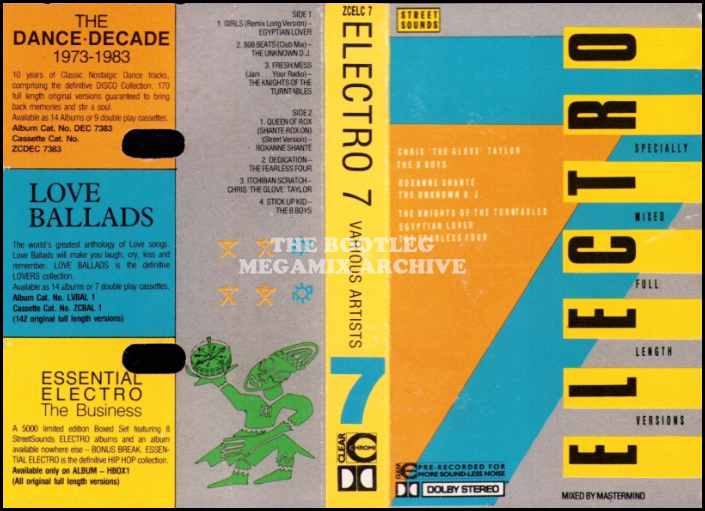 THE
DANCE·DECADE
1973-1983
10 years of Classic Nostalgic Dance tracks,
comprising the definitive DISCO Collection. 170
full length original versions guaranteed to bring
back memories and stir a soul.
Available as 14 Albums or 9 double play cassettes.
Album Cat. No. DEC 7383
Cassette Cat. No.
ZCDEC 7383
LOVE
BALLADS
The world's greatest anthology of Love songs.
Love Ballads will make you laugh, cry, kiss and
remember. LOVE BALLADS is the definitive
LOVERS collection.
Available as 14 albums or 7 double play cassettes.
Album Cat. No. LVBAL 1
Cassette Cat. No. ZCBAL 1
(142 original full length versions)
ESSENTIAL
ELECTRO
The Business
A 5000 limited edition Boxed Set featuring 8
StreetSounds ELECTRO albums and an album
available nowhere else – BONUS BREAK. ESSEN-
TIAL ELECTRO is the definitive HIP HOP collection.
Available only on ALBUM – HBOX1
(All original full length versions)
SIDE 1
1. GIRLS (Remix Long Version) –
EGYPTIAN LOVER
2. 808 BEATS (Club Mix) –
THE UNKNOWN D.J.
3. FRESH MESS
(Jam . . . Your Radio) –
THE KNIGHTS OF THE
TURNTABLES
SIDE 2
1. QUEEN OF ROX
(SHANTE ROX ON)
(Street Version) –
ROXANNE SHANTE
2. DEDICATION –
THE FEARLESS FOUR
3. ITCHIBAN SCRATCH –
CHRIS 'THE GLOVE' TAYLOR
4. STICK UP KID –
THE B BOYS
ZCELC 7
ELECTRO 7
VARIOUS ARTISTS
7
CLEAR
CHROME
STREET
SOUNDS
CHRIS 'THE GLOVE' TAYLOR
THE B BOYS
ROXANNE SHANTE
THE UNKNOWN D.J.
THE KNIGHTS OF THE TURNTABLES
EGYPTIAN LOVER
FEARLESS FOUR
THE BOOTLEG
MEGAMIX ARCHIVE
ELECTRO
SPECIALLY
MIXED
FULL
LENGTH
VERSIONS
CLEAR
PRE-RECORDED FOR
MORE SOUND-LESS NOISE
DOLBY STEREO
MIXED BY MASTERMIND